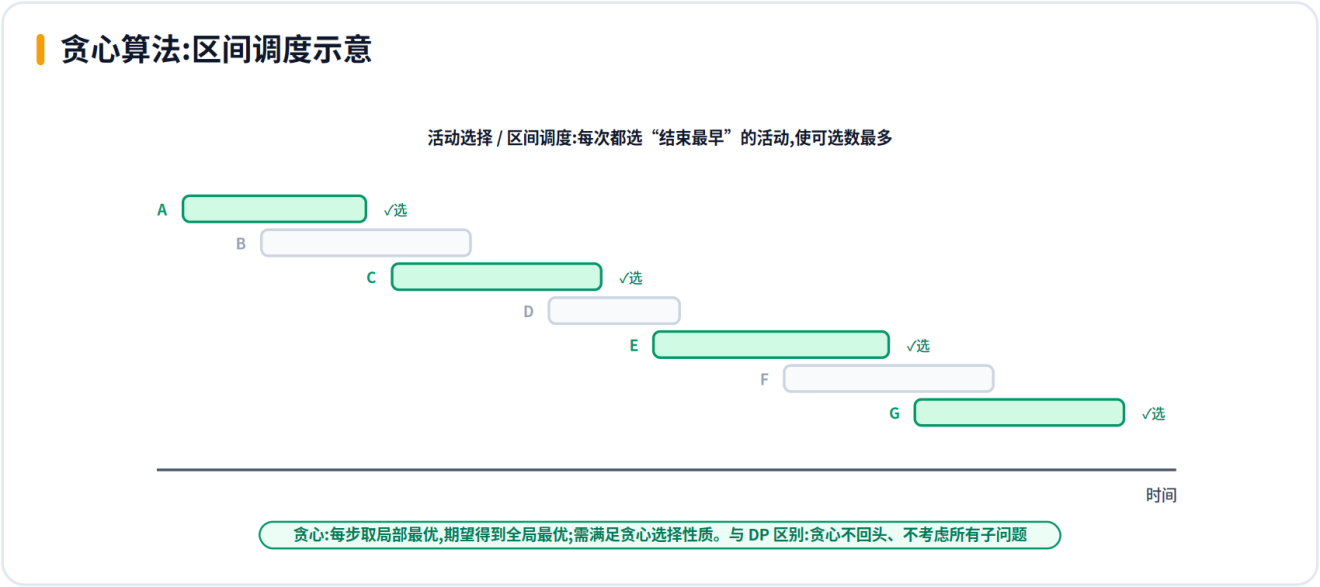 贪心算法:区间调度示意
活动选择 / 区间调度:每次都选“结束最早”的活动,使可选数最多
A ✓选
B
C ✓选
D
E ✓选
F
G ✓选
时间
贪心:每步取局部最优,期望得到全局最优;需满足贪心选择性质。与 DP 区别:贪心不回头、不考虑所有子问题